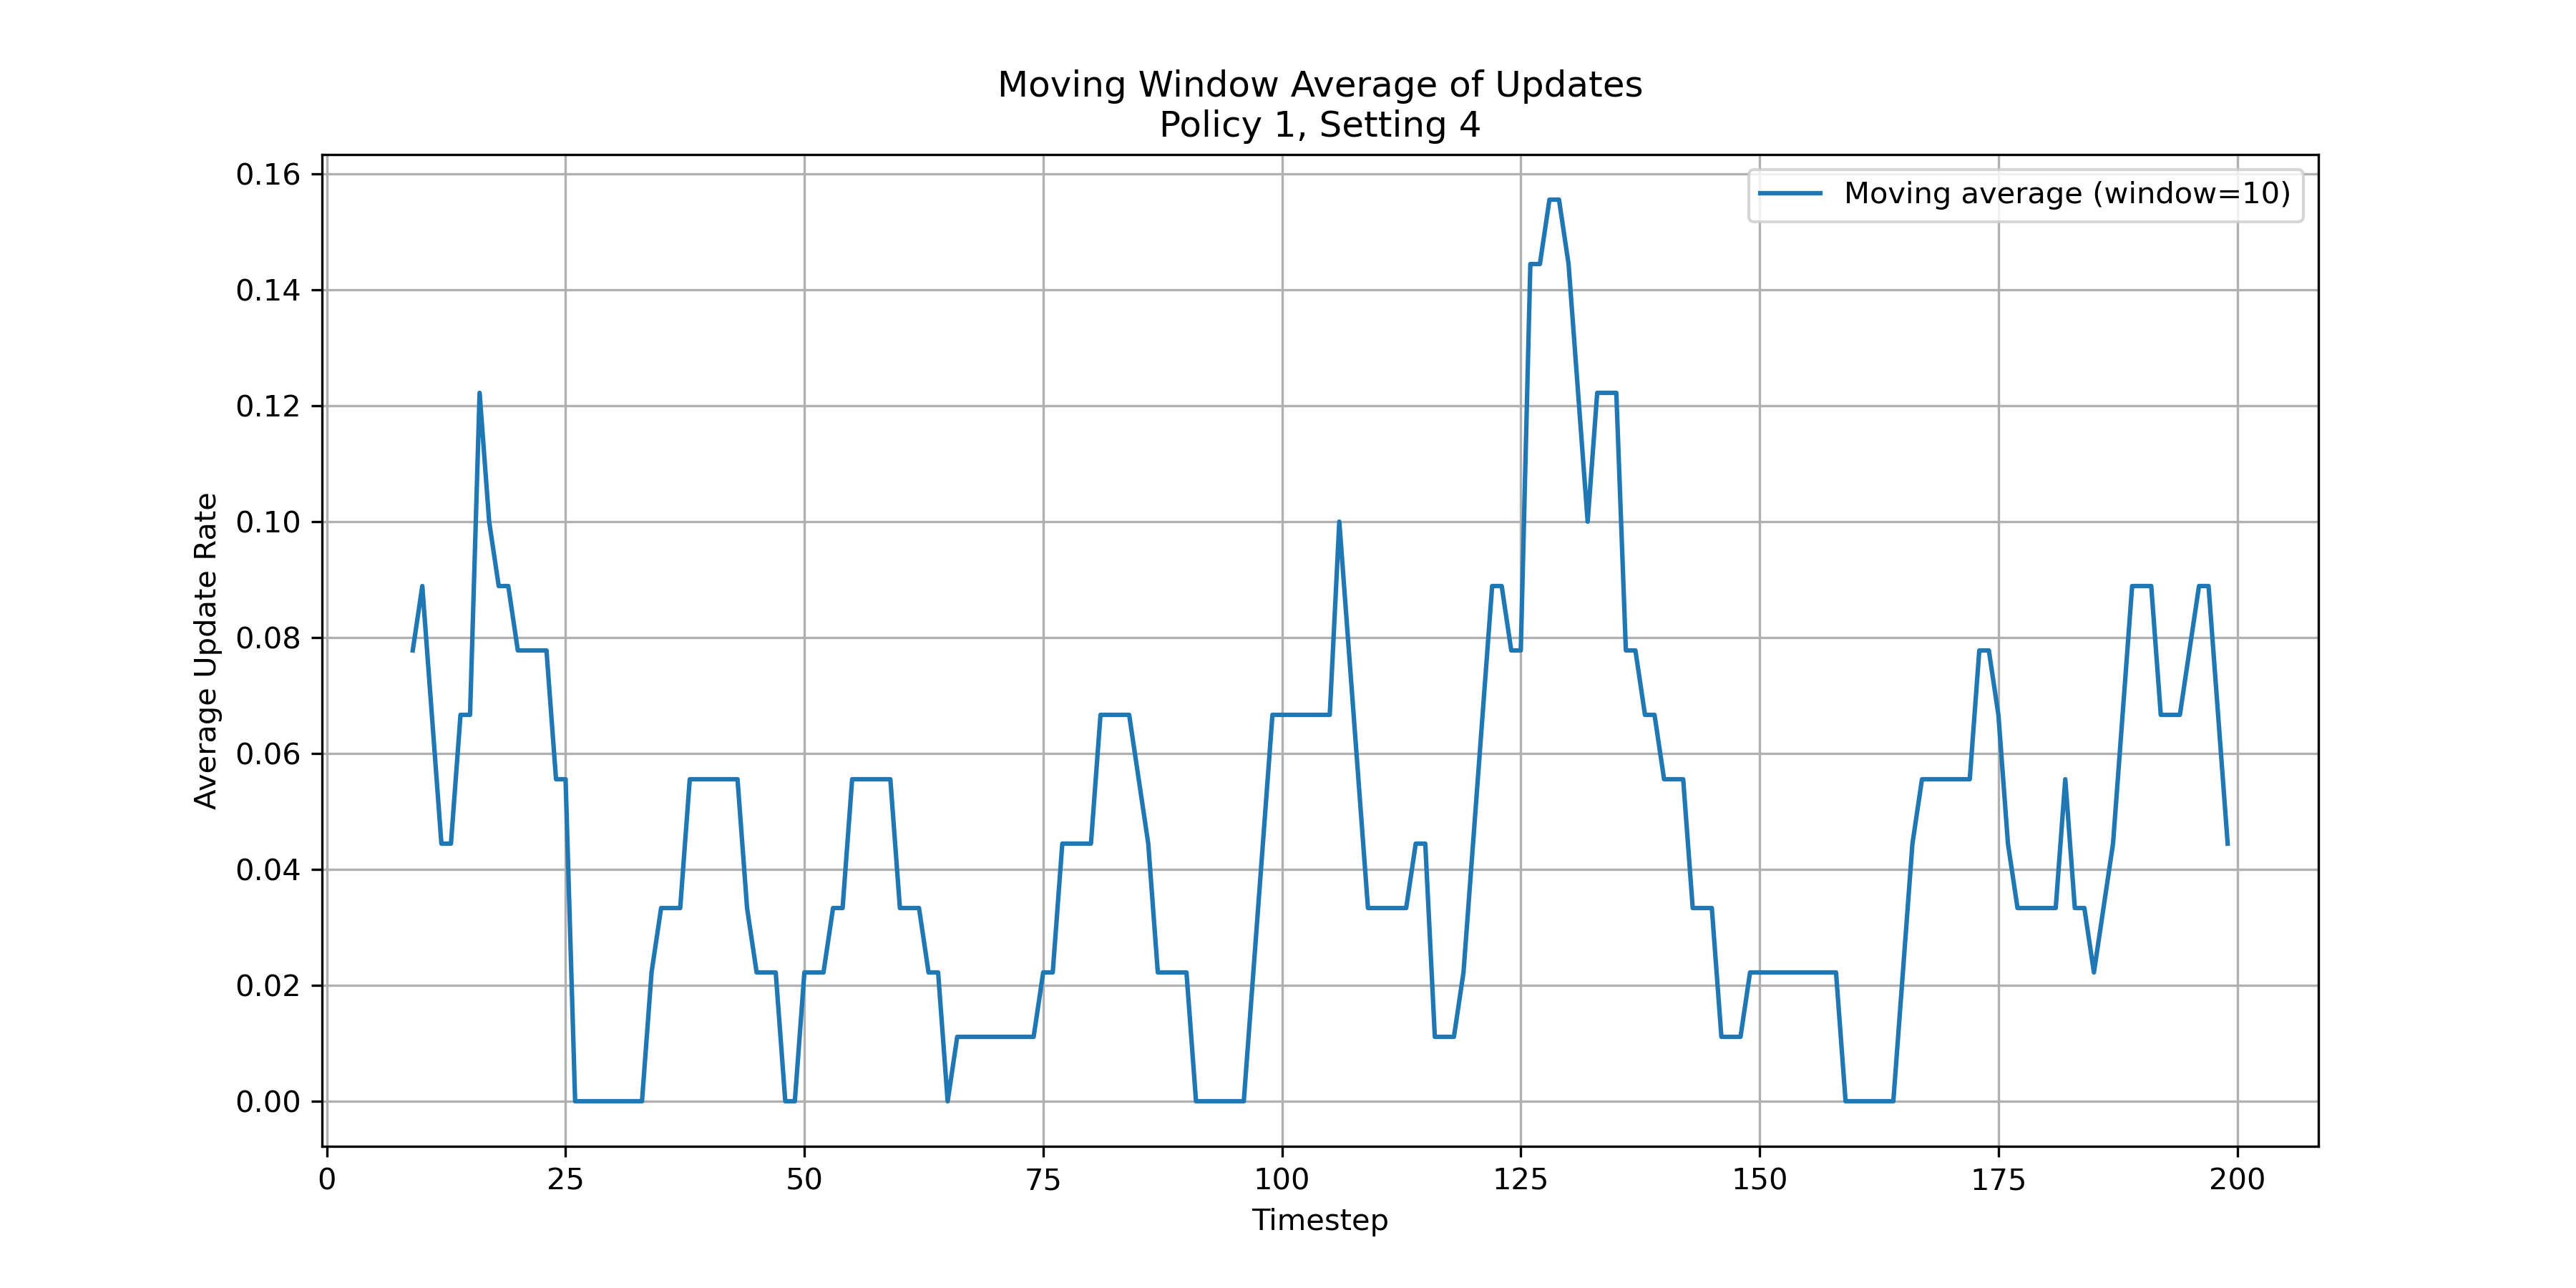 Moving Window Average of Updates
Policy 1, Setting 4
Moving average (window=10)
Average Update Rate
0.16
0.14
0.12
0.10
0.08
0.06
0.04
0.02
0.00
0 25 50 75 100 125 150 175 200
Timestep